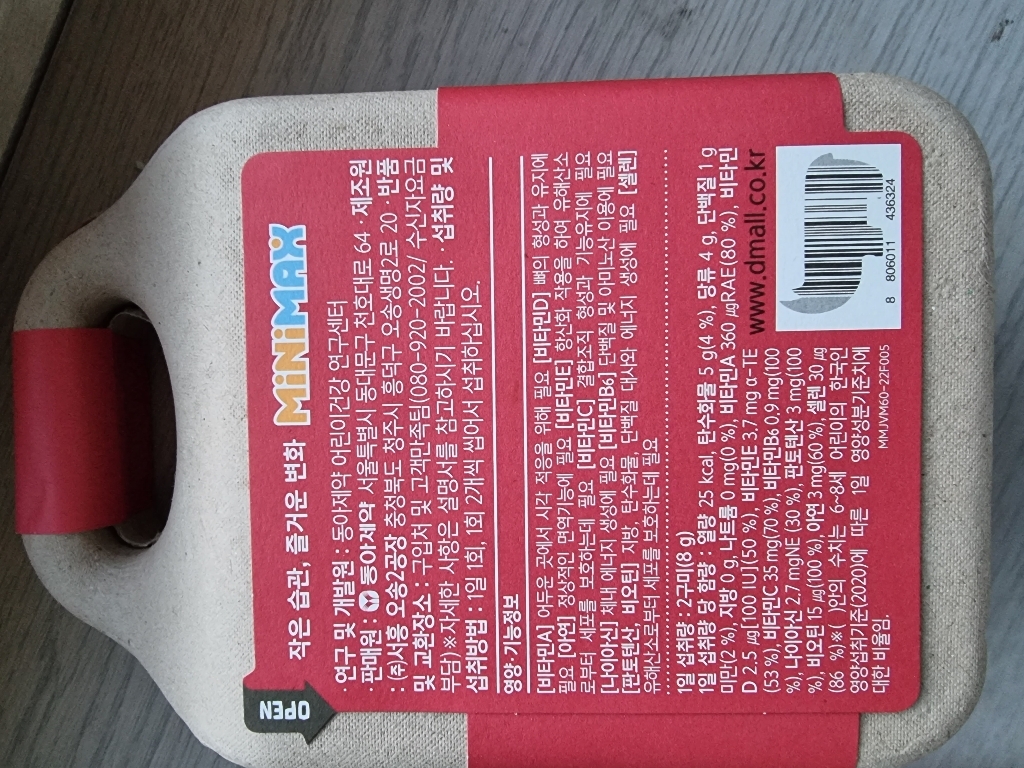 OPEN
작은 습관, 즐거운 변화 MiNiMAX
·연구 및 개발원 : 동아제약 어린이건강 연구센터
·판매원 : 동아제약 서울특별시 동대문구 천호대로 64 ·제조원
: (주)서흥 오송2공장 충청북도 청주시 흥덕구 오송생명2로 20 ·반품
및 교환장소 : 구입처 및 고객만족팀(080-920-2002/ 수신자요금
부담) ※자세한 사항은 설명서를 참고하시기 바랍니다. ·섭취량 및
섭취방법 : 1일 1회, 1회 2개씩 씹어서 섭취하십시오.
영양·기능정보
[비타민A] 어두운 곳에서 시각 적응을 위해 필요 [비타민D] 뼈의 형성과 유지에
필요 [아연] 정상적인 면역기능에 필요 [비타민E] 항산화 작용을 하여 유해산소
로부터 세포를 보호하는데 필요 [비타민C] 결합조직 형성과 기능유지에 필요
[나이아신] 체내 에너지 생성에 필요 [비타민B6] 단백질 및 아미노산 이용에 필요
[판토텐산, 비오틴] 지방, 탄수화물, 단백질 대사와 에너지 생성에 필요 [셀렌]
유해산소로부터 세포를 보호하는데 필요
1일 섭취량 : 2구미(8 g)
1일 섭취량 당 함량 : 열량 25 kcal, 탄수화물 5 g(4 %), 당류 4 g, 단백질 1 g
미만(2 %), 지방 0 g, 나트륨 0 mg(0 %), 비타민A 360 μgRAE(80 %), 비타민
D 2.5 μg[100 IU](50 %), 비타민E 3.7 mg α-TE
(53 %), 비타민C 35 mg(70 %), 비타민B6 0.9 mg(100
%), 나이아신 2.7 mgNE (30 %), 판토텐산 3 mg(100
%), 비오틴 15 μg(100 %), 아연 3 mg(60 %), 셀렌 30 μg
(86 %)※( )안의 수치는 6~8세 어린이의 한국인
영양섭취기준(2020)에 따른 1일 영양성분기준치에
대한 비율임.
MMJVM60-22F005
www.dmall.co.kr
8 806011 436324